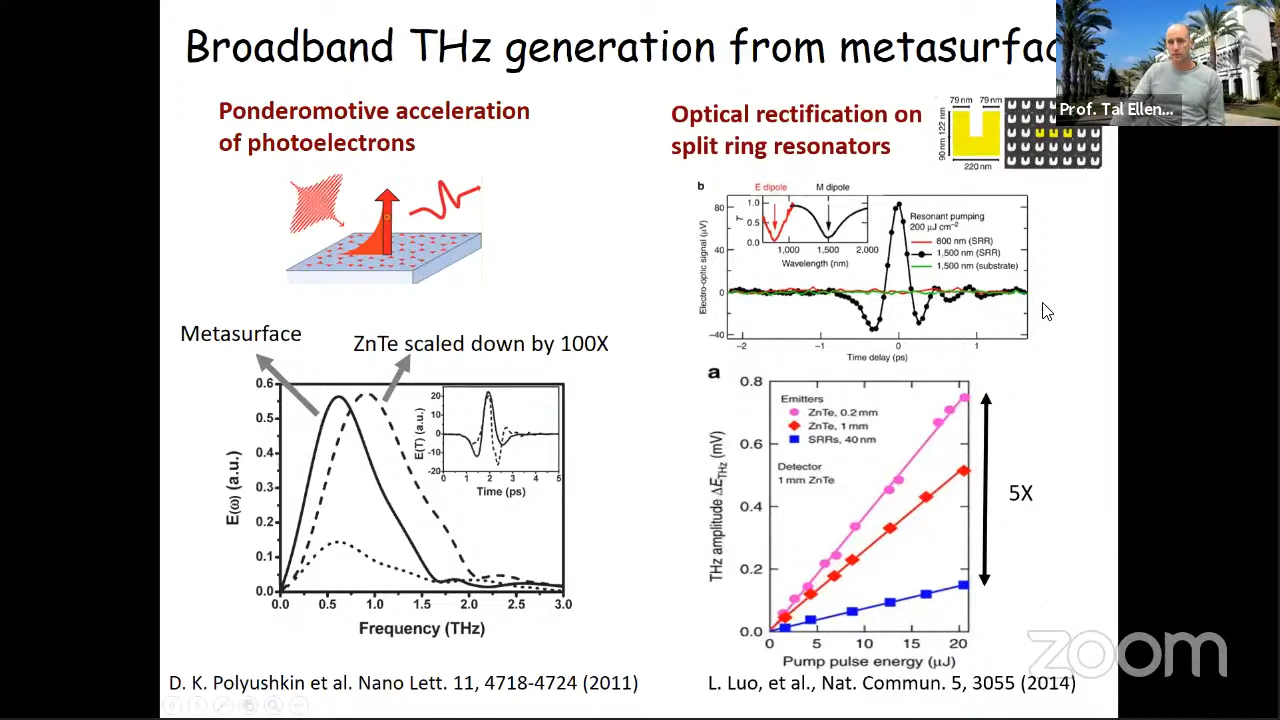 Broadband THz generation from metasurfac
Prof. Tal Ellen...
Ponderomotive acceleration
of photoelectrons
Optical rectification on
split ring resonators
79 nm 79 nm
90 nm 122 nm
220 nm
Metasurface
ZnTe scaled down by 100X
0.6
0.5
0.4
0.3
0.2
0.1
0.0
E(ω) (a.u.)
0.0 0.5 1.0 1.5 2.0 2.5 3.0
Frequency (THz)
20
10
0
-10
-20
E(T) (a.u.)
0 1 2 3 4 5
Time (ps)
b
E dipole M dipole
1.0
0.5
0.0
T
1,000 1,500 2,000
Wavelength (nm)
Resonant pumping
200 μJ cm−2
800 nm (SRR)
1,500 nm (SRR)
1,500 nm (substrate)
80
40
0
−40
Electro-optic signal (μV)
−2 −1 0 1
Time delay (ps)
a
0.8
0.6
0.4
0.2
0.0
THz amplitude ΔETHz (mV)
Emitters
ZnTe, 0.2 mm
ZnTe, 1 mm
SRRs, 40 nm
Detector
1 mm ZnTe
0 5 10 15 20
Pump pulse energy (μJ)
5X
D. K. Polyushkin et al. Nano Lett. 11, 4718-4724 (2011)
L. Luo, et al., Nat. Commun. 5, 3055 (2014)
zoom